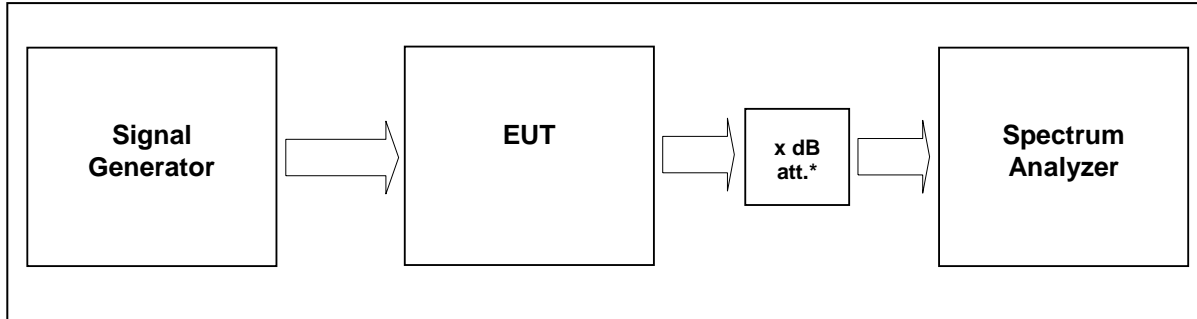 Signal
Generator
EUT
x dB
att.*
Spectrum
Analyzer